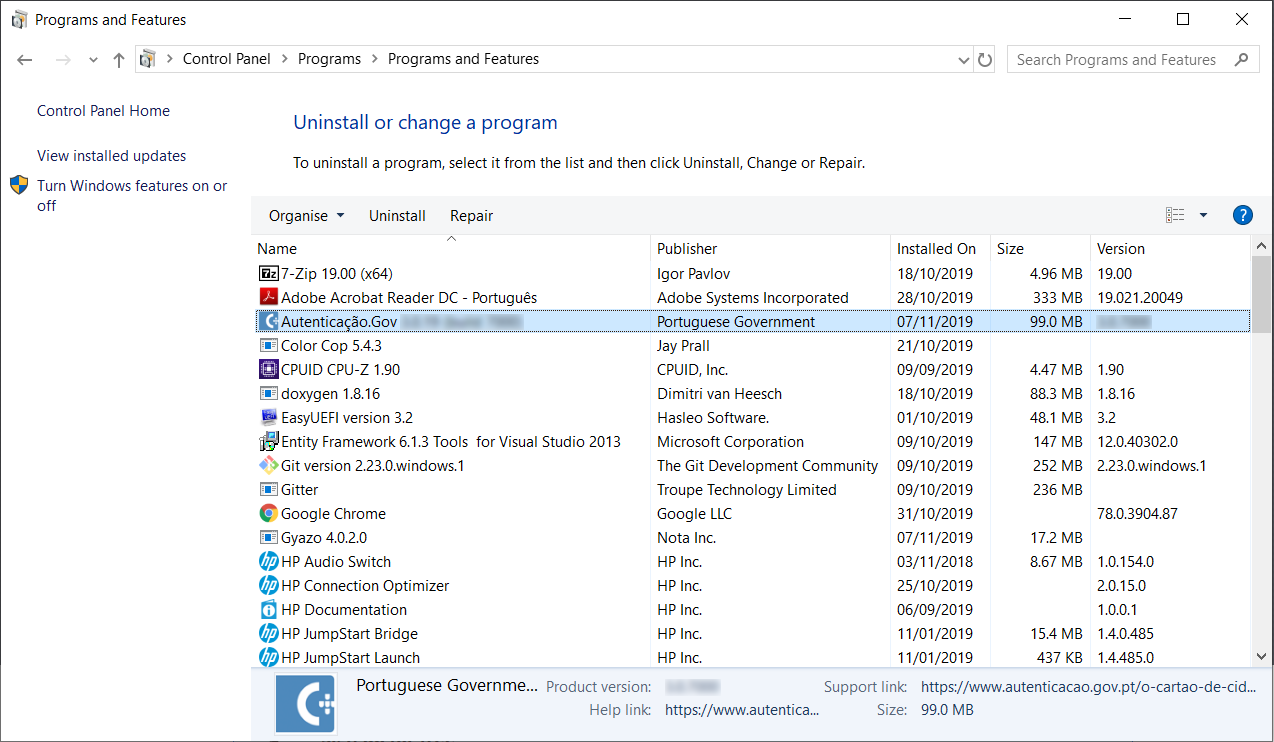 Programs and Features
Control Panel Programs Programs and Features
Search Programs and Features
Control Panel Home
View installed updates
Turn Windows features on or
off
Uninstall or change a program
To uninstall a program, select it from the list and then click Uninstall, Change or Repair.
Organise Uninstall Repair
Name Publisher Installed On Size Version
7-Zip 19.00 (x64) Igor Pavlov 18/10/2019 4.96 MB 19.00
Adobe Acrobat Reader DC - Português Adobe Systems Incorporated 28/10/2019 333 MB 19.021.20049
Autenticação.Gov Portuguese Government 07/11/2019 99.0 MB
Color Cop 5.4.3 Jay Prall 21/10/2019
CPUID CPU-Z 1.90 CPUID, Inc. 09/09/2019 4.47 MB 1.90
doxygen 1.8.16 Dimitri van Heesch 18/10/2019 88.3 MB 1.8.16
EasyUEFI version 3.2 Hasleo Software. 01/10/2019 48.1 MB 3.2
Entity Framework 6.1.3 Tools for Visual Studio 2013 Microsoft Corporation 09/10/2019 147 MB 12.0.40302.0
Git version 2.23.0.windows.1 The Git Development Community 09/10/2019 252 MB 2.23.0.windows.1
Gitter Troupe Technology Limited 09/10/2019 236 MB
Google Chrome Google LLC 31/10/2019 78.0.3904.87
Gyazo 4.0.2.0 Nota Inc. 07/11/2019 17.2 MB
HP Audio Switch HP Inc. 03/11/2018 8.67 MB 1.0.154.0
HP Connection Optimizer HP Inc. 25/10/2019 2.0.15.0
HP Documentation HP Inc. 06/09/2019 1.0.0.1
HP JumpStart Bridge HP Inc. 11/01/2019 15.4 MB 1.4.0.485
HP JumpStart Launch HP Inc. 11/01/2019 437 KB 1.4.485.0
Portuguese Governme... Product version: Support link: https://www.autenticacao.gov.pt/o-cartao-de-cid...
Help link: https://www.autentica... Size: 99.0 MB